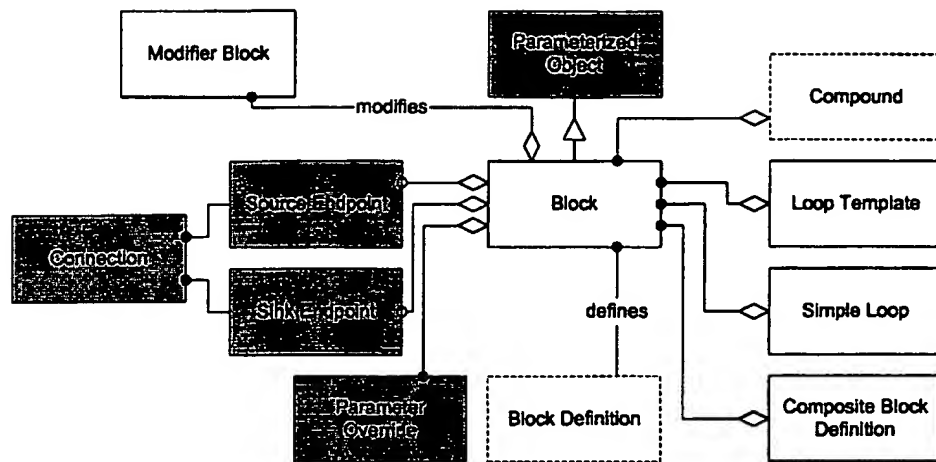 Modifier Block
Parameterized
Object
Compound
modifies
Source Endpoint
Block
Loop Template
Connection
Sink Endpoint
defines
Simple Loop
Parameter
Override
Block Definition
Composite Block
Definition